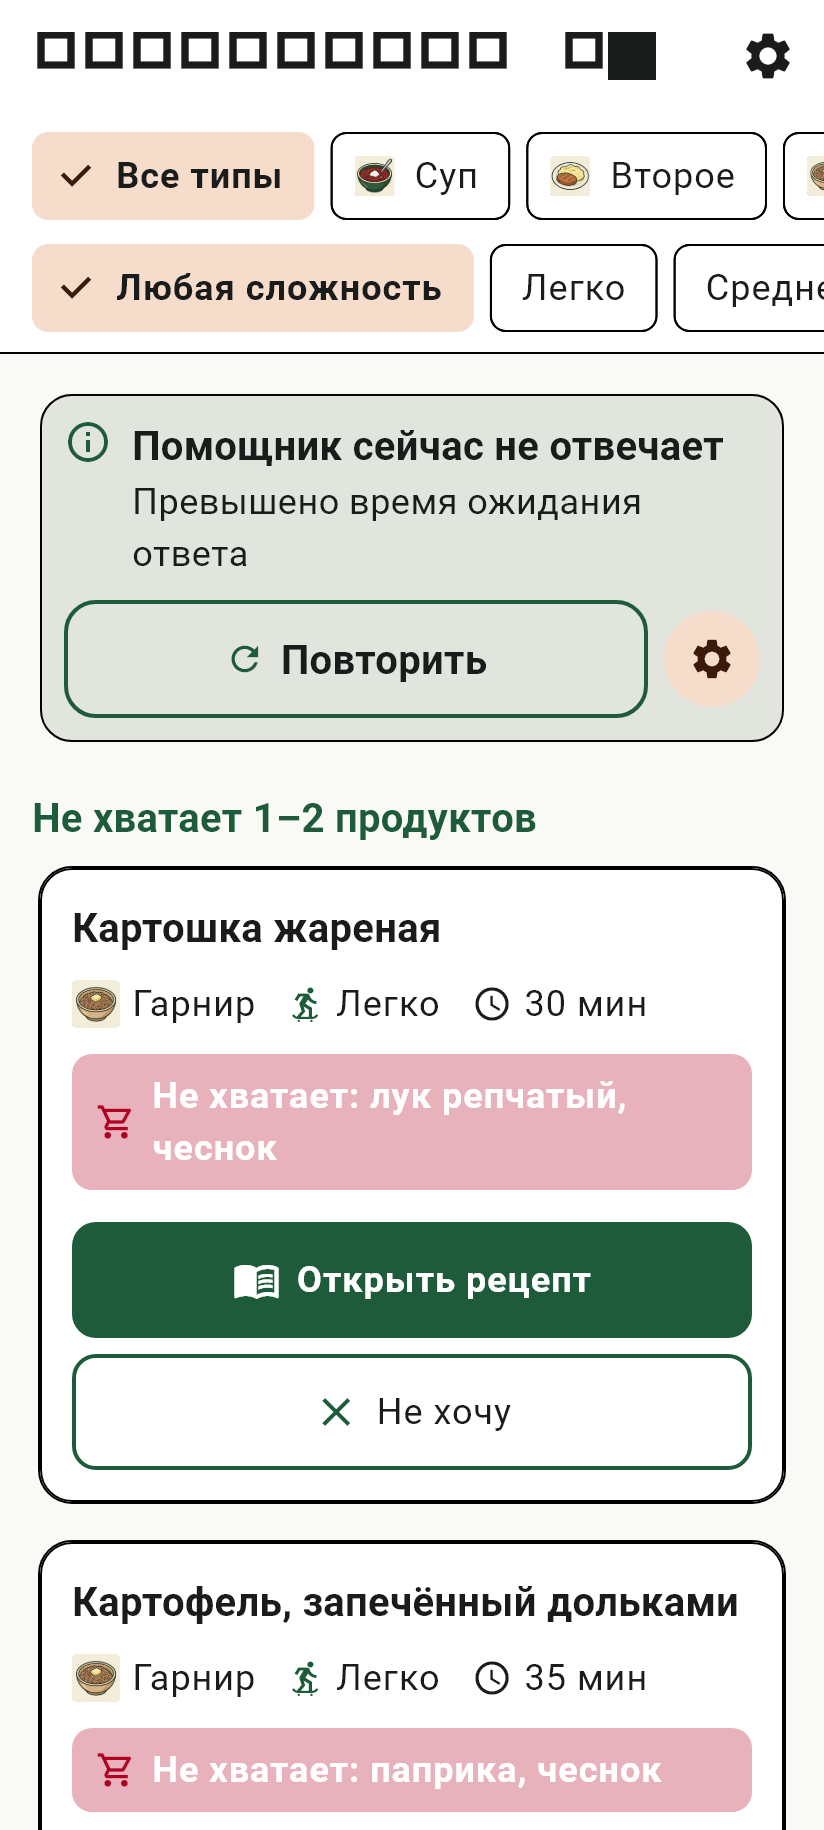 Все типы
Суп
Второе
Любая сложность
Легко
Средне
Помощник сейчас не отвечает
Превышено время ожидания
ответа
Повторить
Не хватает 1–2 продуктов
Картошка жареная
Гарнир
Легко
30 мин
Не хватает: лук репчатый,
чеснок
Открыть рецепт
Не хочу
Картофель, запечённый дольками
Гарнир
Легко
35 мин
Не хватает: паприка, чеснок